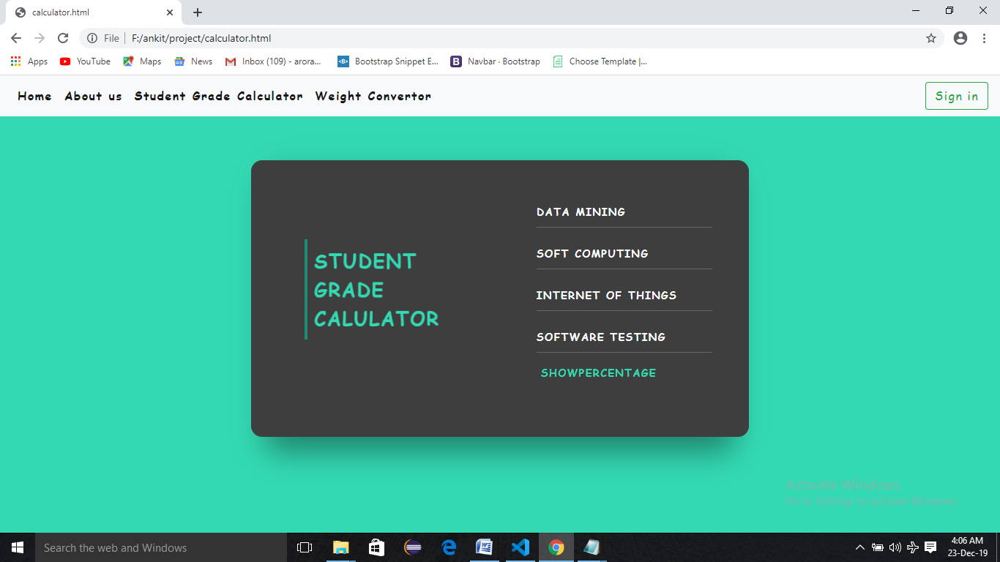 calculator.html
File F:/ankit/project/calculator.html
Apps YouTube Maps News Inbox (109) - arora... Bootstrap Snippet E... Navbar · Bootstrap Choose Template |...
Home About us Student Grade Calculator Weight Convertor Sign in
STUDENT
GRADE
CALULATOR
DATA MINING
SOFT COMPUTING
INTERNET OF THINGS
SOFTWARE TESTING
SHOWPERCENTAGE
Activate Windows
Go to Settings to activate Windows.
Search the web and Windows
4:06 AM
23-Dec-19